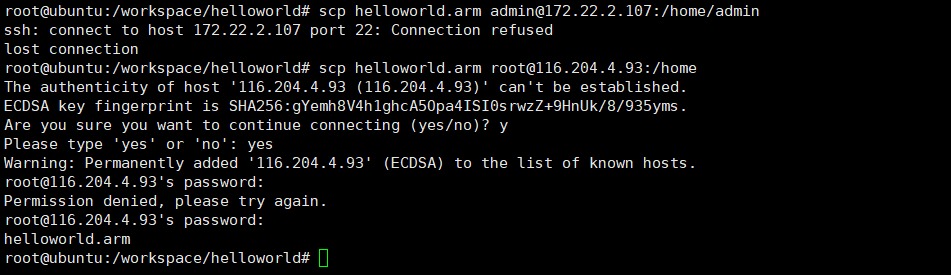 root@ubuntu:/workspace/helloworld# scp helloworld.arm admin@172.22.2.107:/home/admin
ssh: connect to host 172.22.2.107 port 22: Connection refused
lost connection
root@ubuntu:/workspace/helloworld# scp helloworld.arm root@116.204.4.93:/home
The authenticity of host '116.204.4.93 (116.204.4.93)' can't be established.
ECDSA key fingerprint is SHA256:gYemh8V4h1ghcA5Opa4ISI0srwzZ+9HnUk/8/935yms.
Are you sure you want to continue connecting (yes/no)? y
Please type 'yes' or 'no': yes
Warning: Permanently added '116.204.4.93' (ECDSA) to the list of known hosts.
root@116.204.4.93's password:
Permission denied, please try again.
root@116.204.4.93's password:
helloworld.arm
root@ubuntu:/workspace/helloworld#